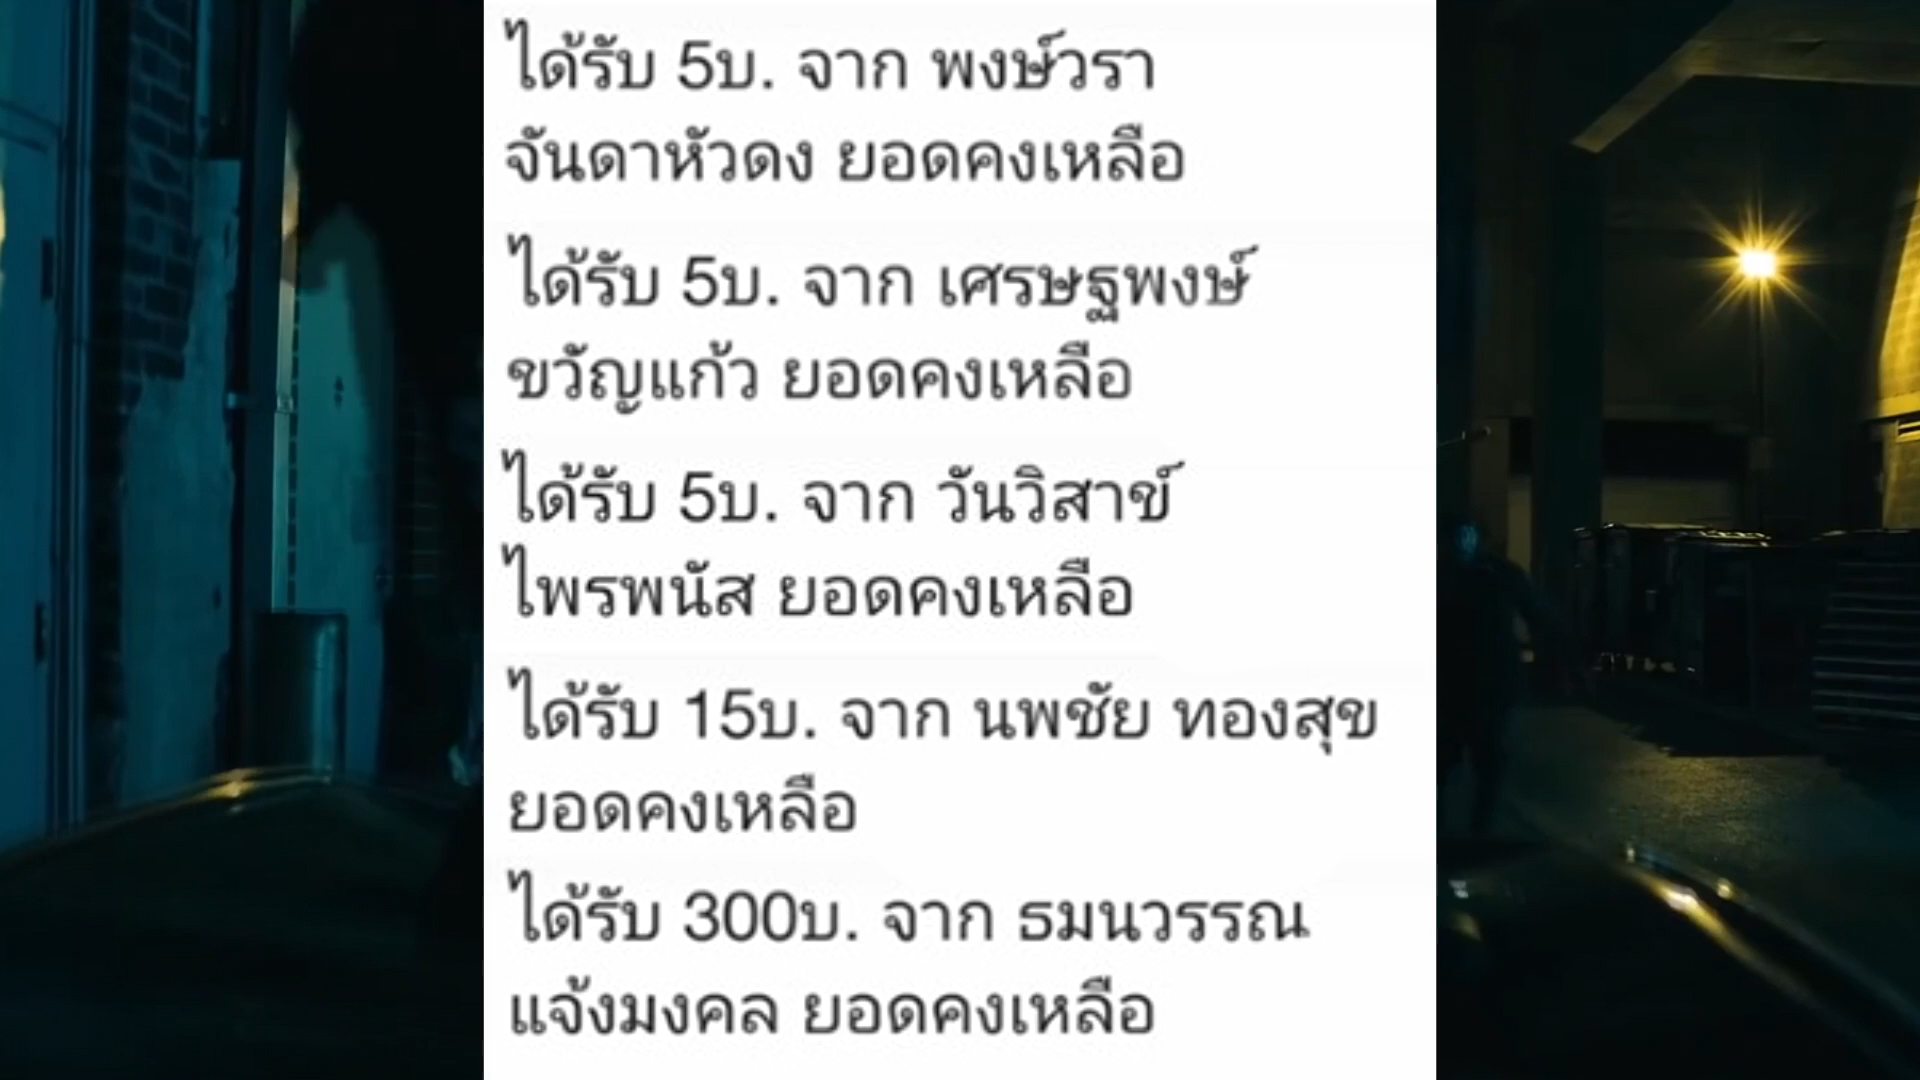 ได้รับ 5บ. จาก พงษ์วรา
จันดาหัวดง ยอดคงเหลือ
ได้รับ 5บ. จาก เศรษฐพงษ์
ขวัญแก้ว ยอดคงเหลือ
ได้รับ 5บ. จาก วันวิสาข์
ไพรพนัส ยอดคงเหลือ
ได้รับ 15บ. จาก นพชัย ทองสุข
ยอดคงเหลือ
ได้รับ 300บ. จาก ธมนวรรณ
แจ้งมงคล ยอดคงเหลือ